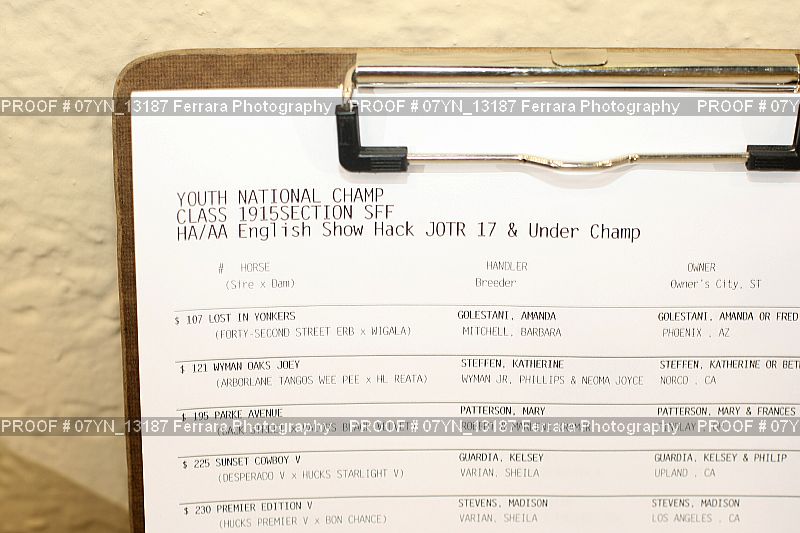 PROOF # 07YN_13187 Ferrara Photography PROOF # 07YN_13187 Ferrara Photography PROOF # 07Y
YOUTH NATIONAL CHAMP
CLASS 1915SECTION SFF
HA/AA English Show Hack JOTR 17 & Under Champ
# HORSE HANDLER OWNER
(Sire x Dam) Breeder Owner's City, ST
$ 107 LOST IN YONKERS GOLESTANI, AMANDA GOLESTANI, AMANDA OR FRED
(FORTY-SECOND STREET ERB x WIGALA) MITCHELL, BARBARA PHOENIX , AZ
$ 121 WYMAN OAKS JOEY STEFFEN, KATHERINE STEFFEN, KATHERINE OR BET
(ARBORLANE TANGOS WEE PEE x HL REATA) WYMAN JR, PHILLIPS & NEOMA JOYCE NORCO , CA
$ 195 PARKE AVENUE PATTERSON, MARY PATTERSON, MARY & FRANCES
PROOF # 07YN_13187 Ferrara Photography PROOF # 07YN_13187 Ferrara Photography PROOF # 07Y
$ 225 SUNSET COWBOY V GUARDIA, KELSEY GUARDIA, KELSEY & PHILIP
(DESPERADO V x HUCKS STARLIGHT V) VARIAN, SHEILA UPLAND , CA
$ 230 PREMIER EDITION V STEVENS, MADISON STEVENS, MADISON
(HUCKS PREMIER V x BON CHANCE) VARIAN, SHEILA LOS ANGELES , CA